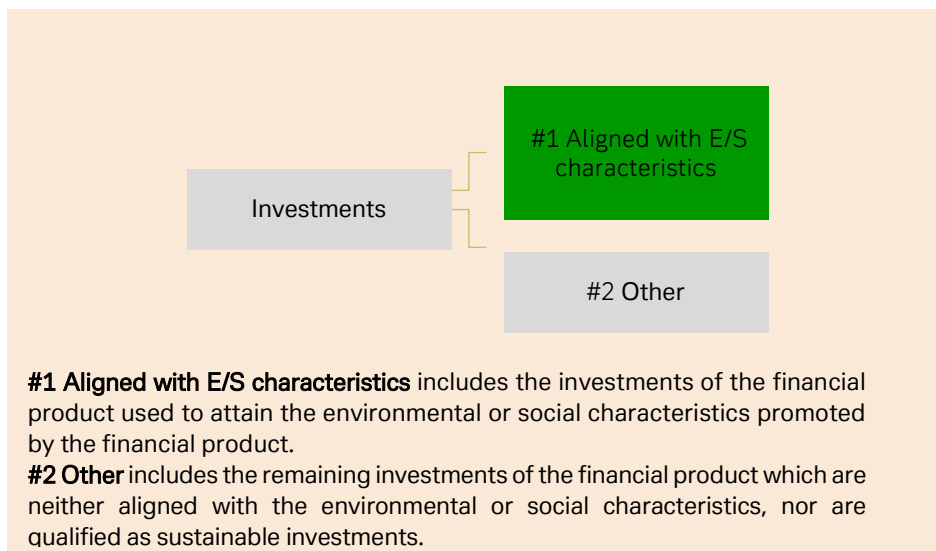 #1 Aligned with E/S
characteristics
Investments
#2 Other
#1 Aligned with E/S characteristics includes the investments of the financial
product used to attain the environmental or social characteristics promoted
by the financial product.
#2 Other includes the remaining investments of the financial product which are
neither aligned with the environmental or social characteristics, nor are
qualified as sustainable investments.